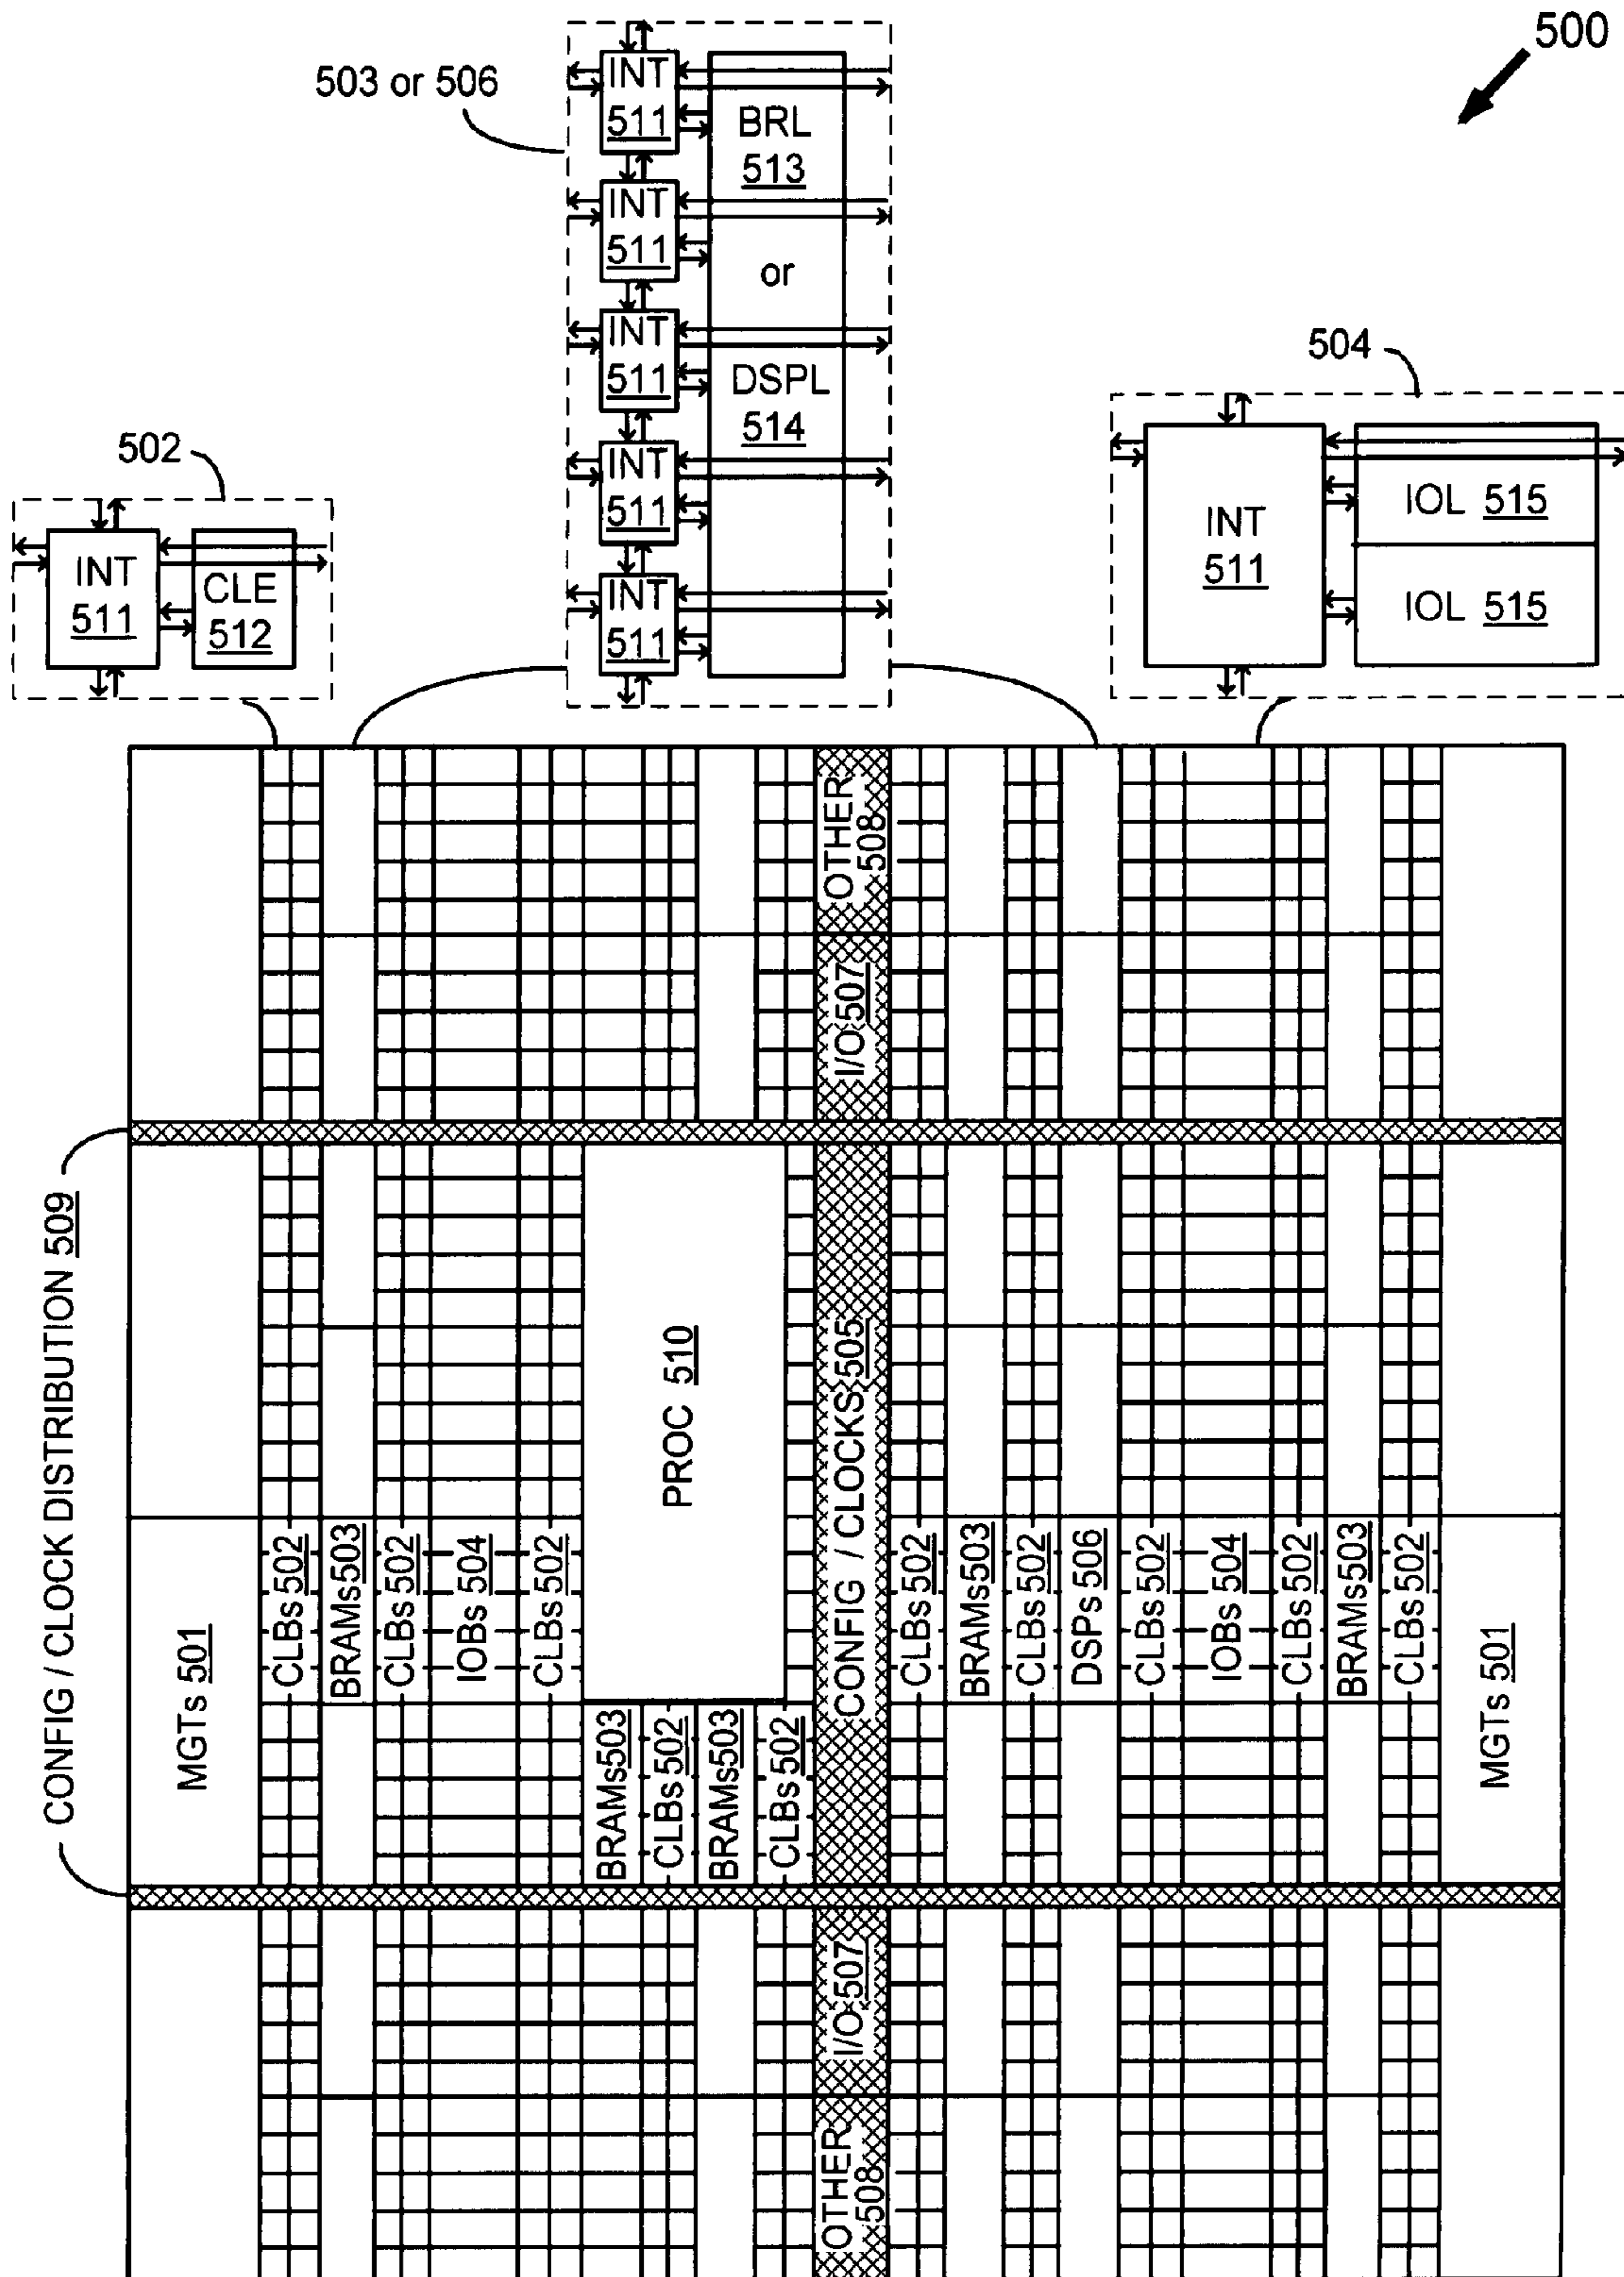 500
503 or 506
INT
511
BRL
513
INT
511
or
INT
511
DSPL
514
INT
511
INT
511
502
INT
511
CLE
512
504
INT
511
IOL 515
IOL 515
OTHER
508
I/O 507
CONFIG / CLOCK DISTRIBUTION 509
PROC 510
CONFIG / CLOCKS 505
MGTs 501
CLBs 502
BRAMs 503
CLBs 502
IOBs 504
CLBs 502
BRAMs 503
CLBs 502
BRAMs 503
CLBs 502
CLBs 502
BRAMs 503
CLBs 502
DSPs 506
CLBs 502
IOBs 504
CLBs 502
BRAMs 503
CLBs 502
MGTs 501
I/O 507
OTHER
508